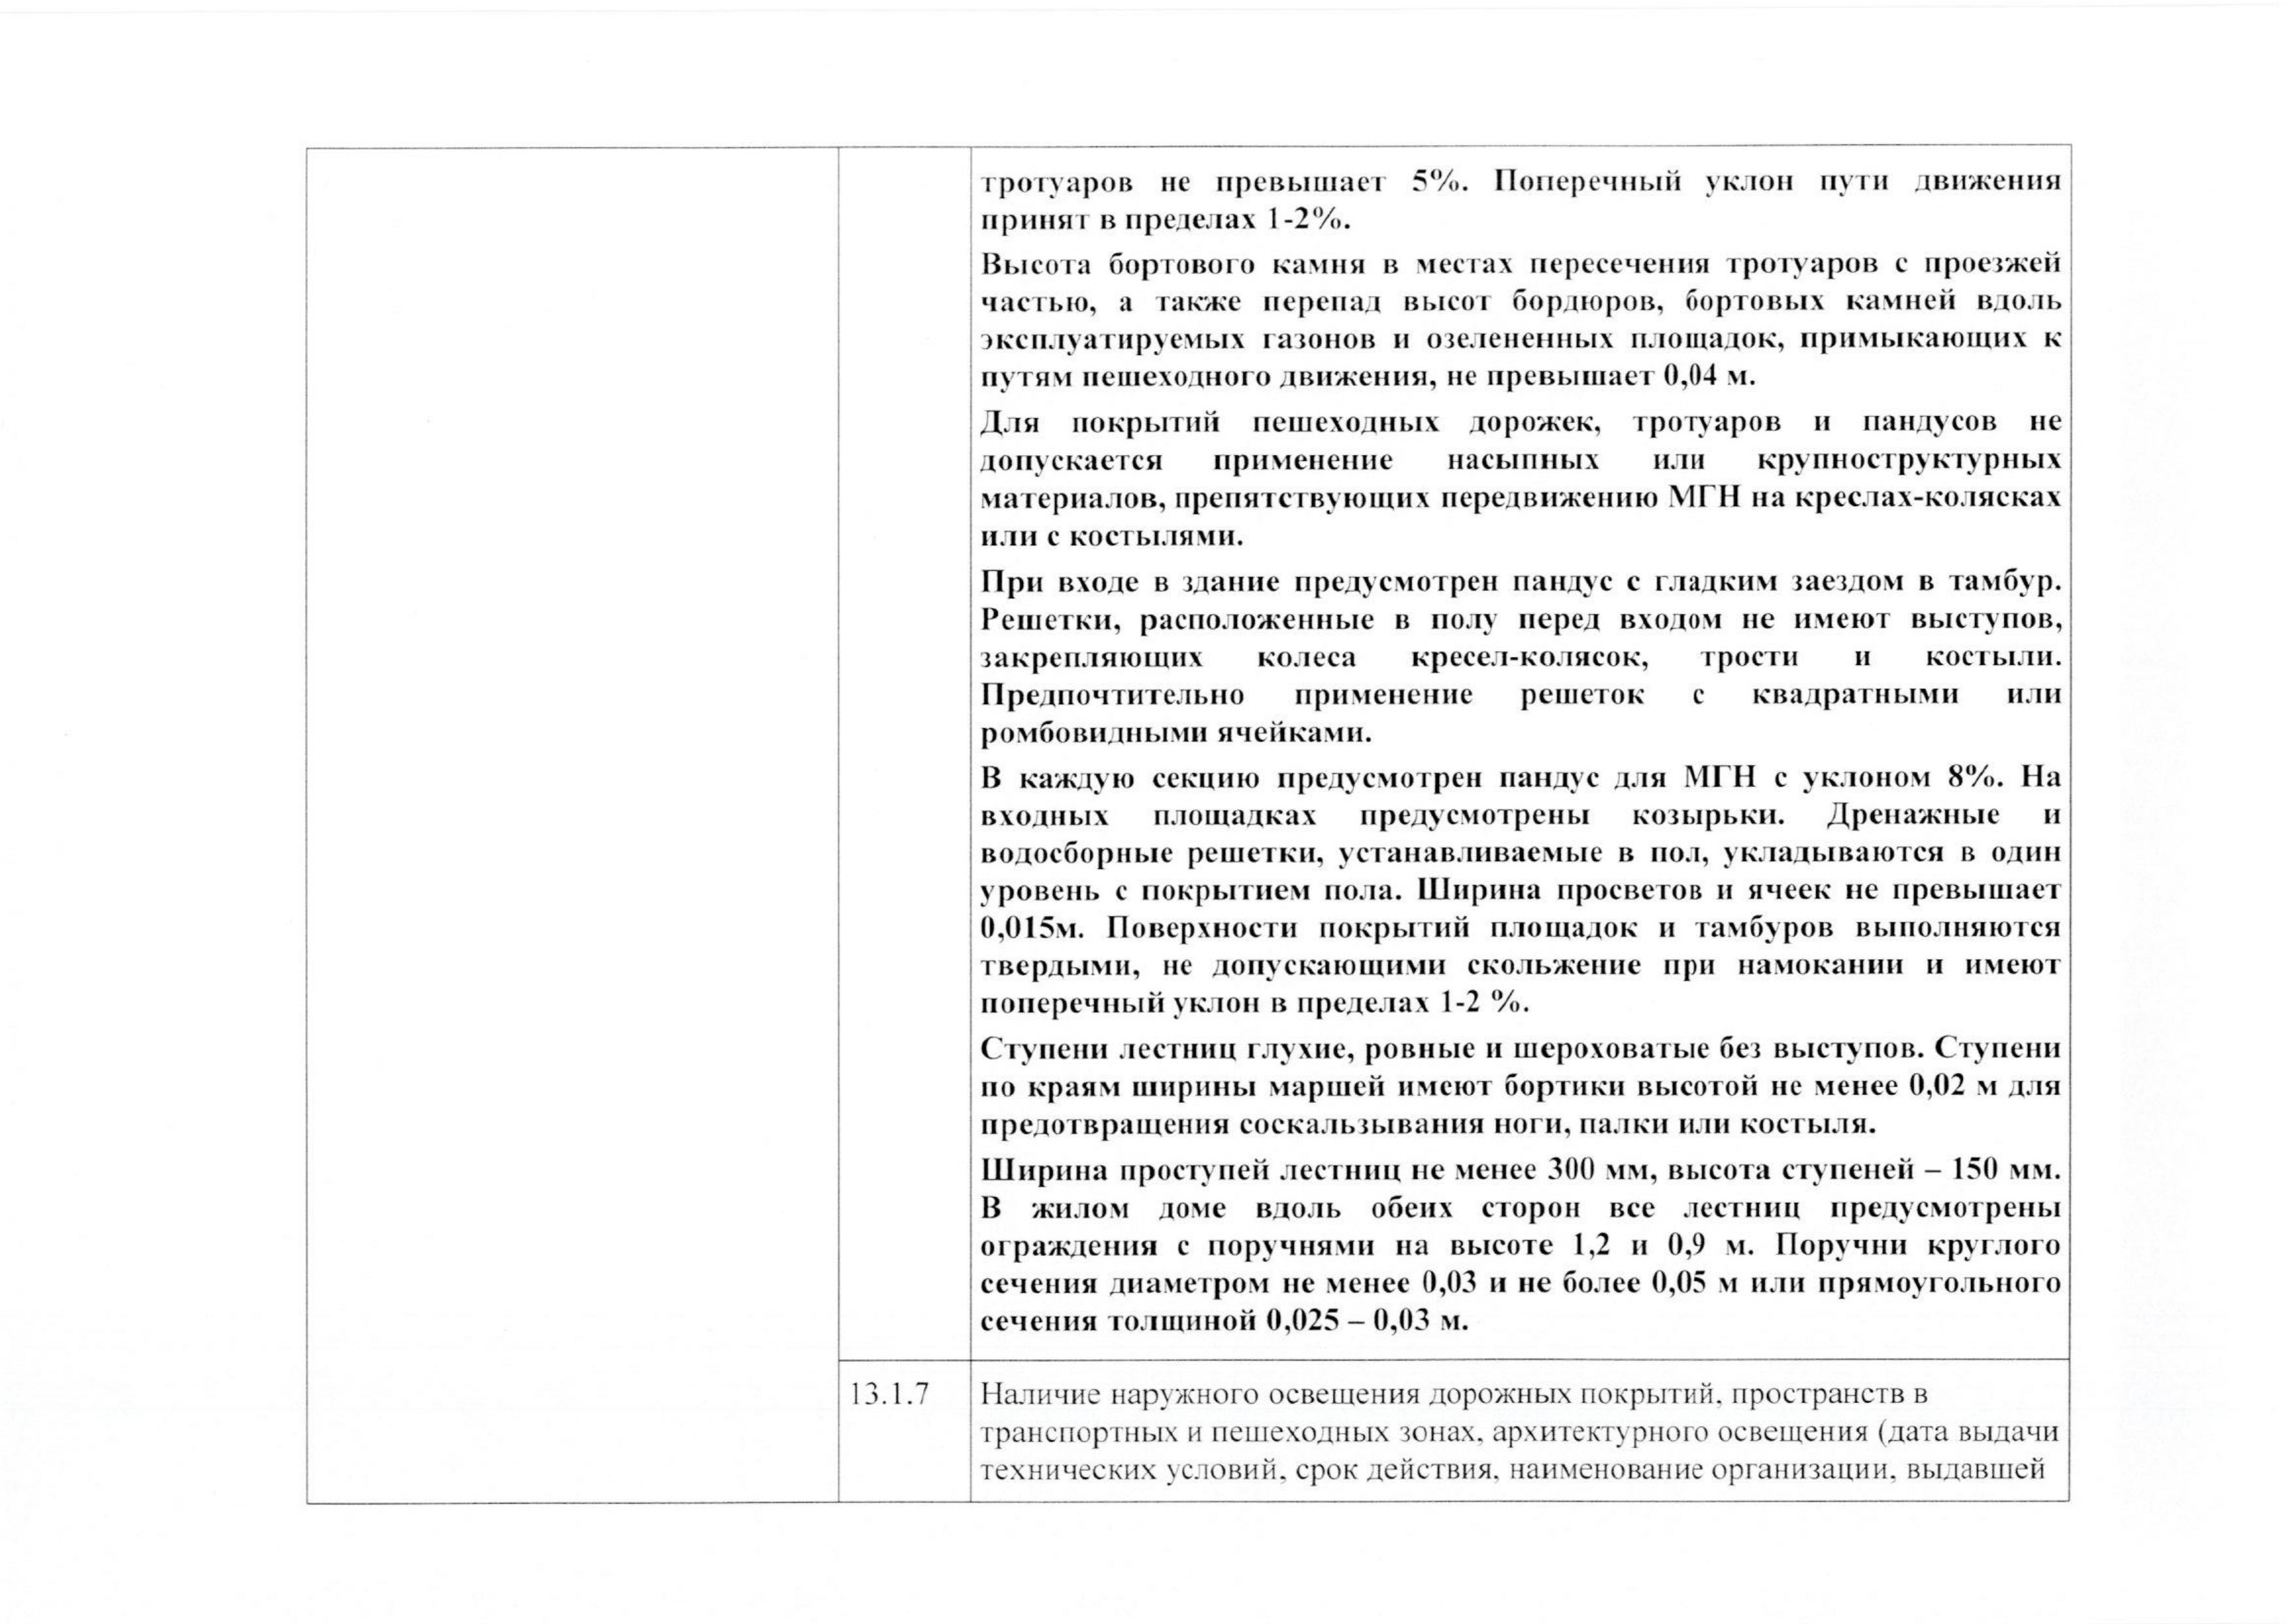 тротуаров не превышает 5%. Поперечный уклон пути движения
принят в пределах 1-2%.
Высота бортового камня в местах пересечения тротуаров с проезжей
частью, а также перепад высот бордюров, бортовых камней вдоль
эксплуатируемых газонов и озелененных площадок, примыкающих к
путям пешеходного движения, не превышает 0,04 м.
Для покрытий пешеходных дорожек, тротуаров и пандусов не
допускается применение насыпных или крупноструктурных
материалов, препятствующих передвижению МГН на креслах-колясках
или с костылями.
При входе в здание предусмотрен пандус с гладким заездом в тамбур.
Решетки, расположенные в полу перед входом не имеют выступов,
закрепляющих колеса кресел-колясок, трости и костыли.
Предпочтительно применение решеток с квадратными или
ромбовидными ячейками.
В каждую секцию предусмотрен пандус для МГН с уклоном 8%. На
входных площадках предусмотрены козырьки. Дренажные и
водосборные решетки, устанавливаемые в пол, укладываются в один
уровень с покрытием пола. Ширина просветов и ячеек не превышает
0,015м. Поверхности покрытий площадок и тамбуров выполняются
твердыми, не допускающими скольжение при намокании и имеют
поперечный уклон в пределах 1-2 %.
Ступени лестниц глухие, ровные и шероховатые без выступов. Ступени
по краям ширины маршей имеют бортики высотой не менее 0,02 м для
предотвращения соскальзывания ноги, палки или костыля.
Ширина проступей лестниц не менее 300 мм, высота ступеней – 150 мм.
В жилом доме вдоль обеих сторон все лестниц предусмотрены
ограждения с поручнями на высоте 1,2 и 0,9 м. Поручни круглого
сечения диаметром не менее 0,03 и не более 0,05 м или прямоугольного
сечения толщиной 0,025 – 0,03 м.
13.1.7 Наличие наружного освещения дорожных покрытий, пространств в
транспортных и пешеходных зонах, архитектурного освещения (дата выдачи
технических условий, срок действия, наименование организации, выдавшей